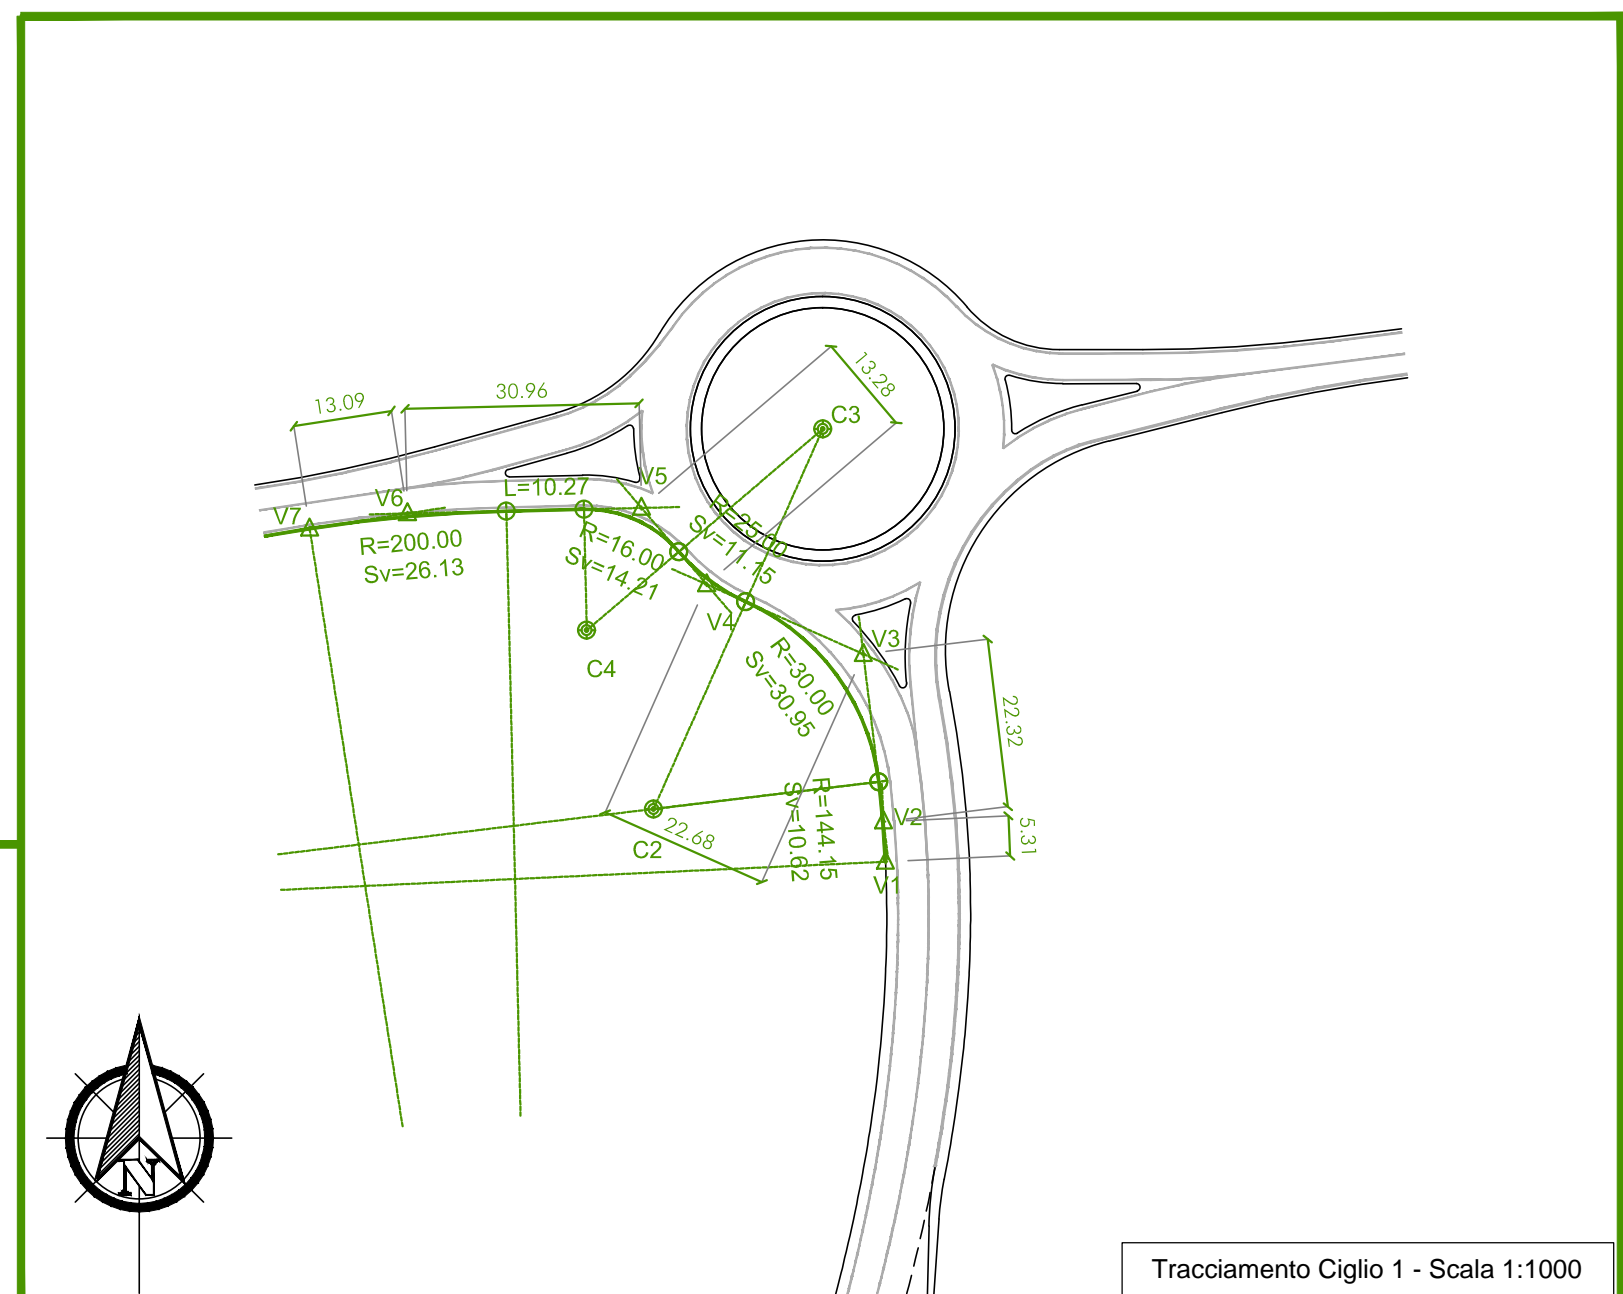 13.28
C3
30.96
13.09
V5
L=10.27
V6
V7
R=25.00
Sv=11.15
R=200.00
Sv=26.13
R=16.00
Sv=14.21
V4
V3
C4
R=30.00
Sv=30.95
22.32
R=144.15
Sv=10.62
V2
22.68
5.31
C2
V1
N
Tracciamento Ciglio 1 - Scala 1:1000